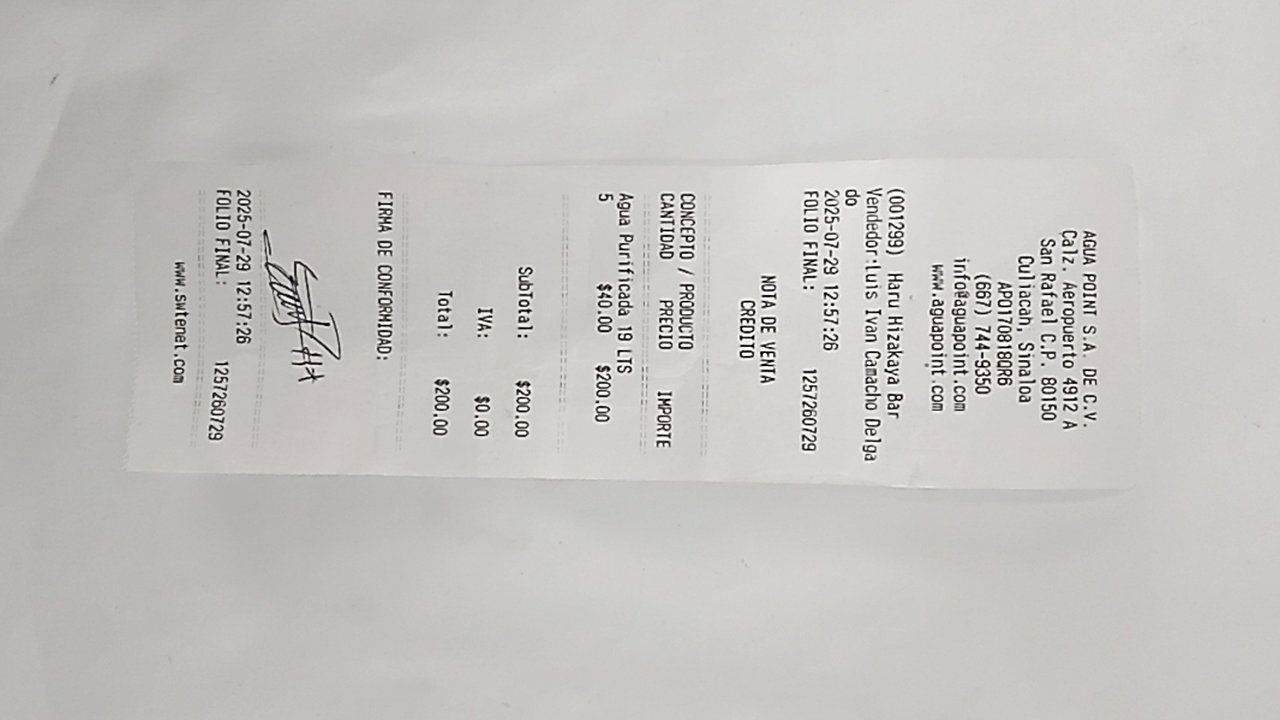 AGUA POINT S.A. DE C.V.
Calz. Aeropuerto 4912 A
San Rafael C.P. 80150
Culiacah, Sinaloa
APO170818QR6
(667) 744-9350
info@aguapoint.com
www.aguapoint.com
(001299) Haru Hizakaya Bar
Vendedor:Luis Ivan Camacho Delga
do
2025-07-29 12:57:26
FOLIO FINAL: 1257260729
NOTA DE VENTA
CREDITO
CONCEPTO / PRODUCTO
CANTIDAD PRECIO IMPORTE
Agua Purificada 19 LTS
5 $40.00 $200.00
SubTotal: $200.00
IVA: $0.00
Total: $200.00
FIRMA DE CONFORMIDAD:
2025-07-29 12:57:26
FOLIO FINAL: 1257260729
www.swtenet.com